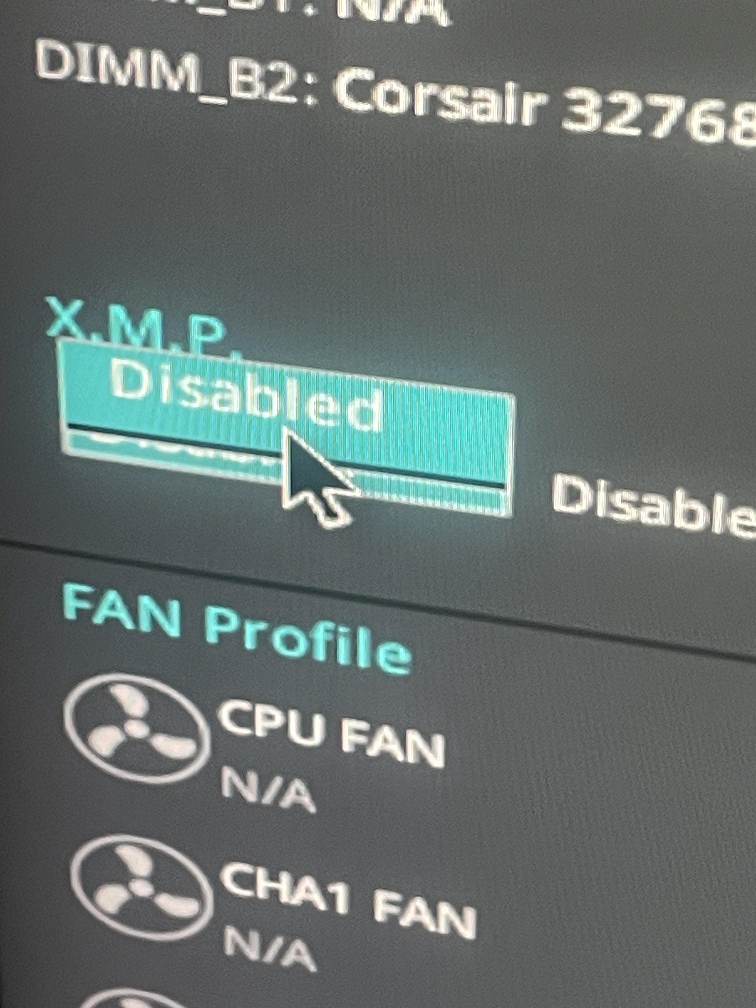 N/A
DIMM_B2: Corsair 32768
X.M.P.
Disabled
Disable
FAN Profile
CPU FAN
N/A
CHA1 FAN
N/A